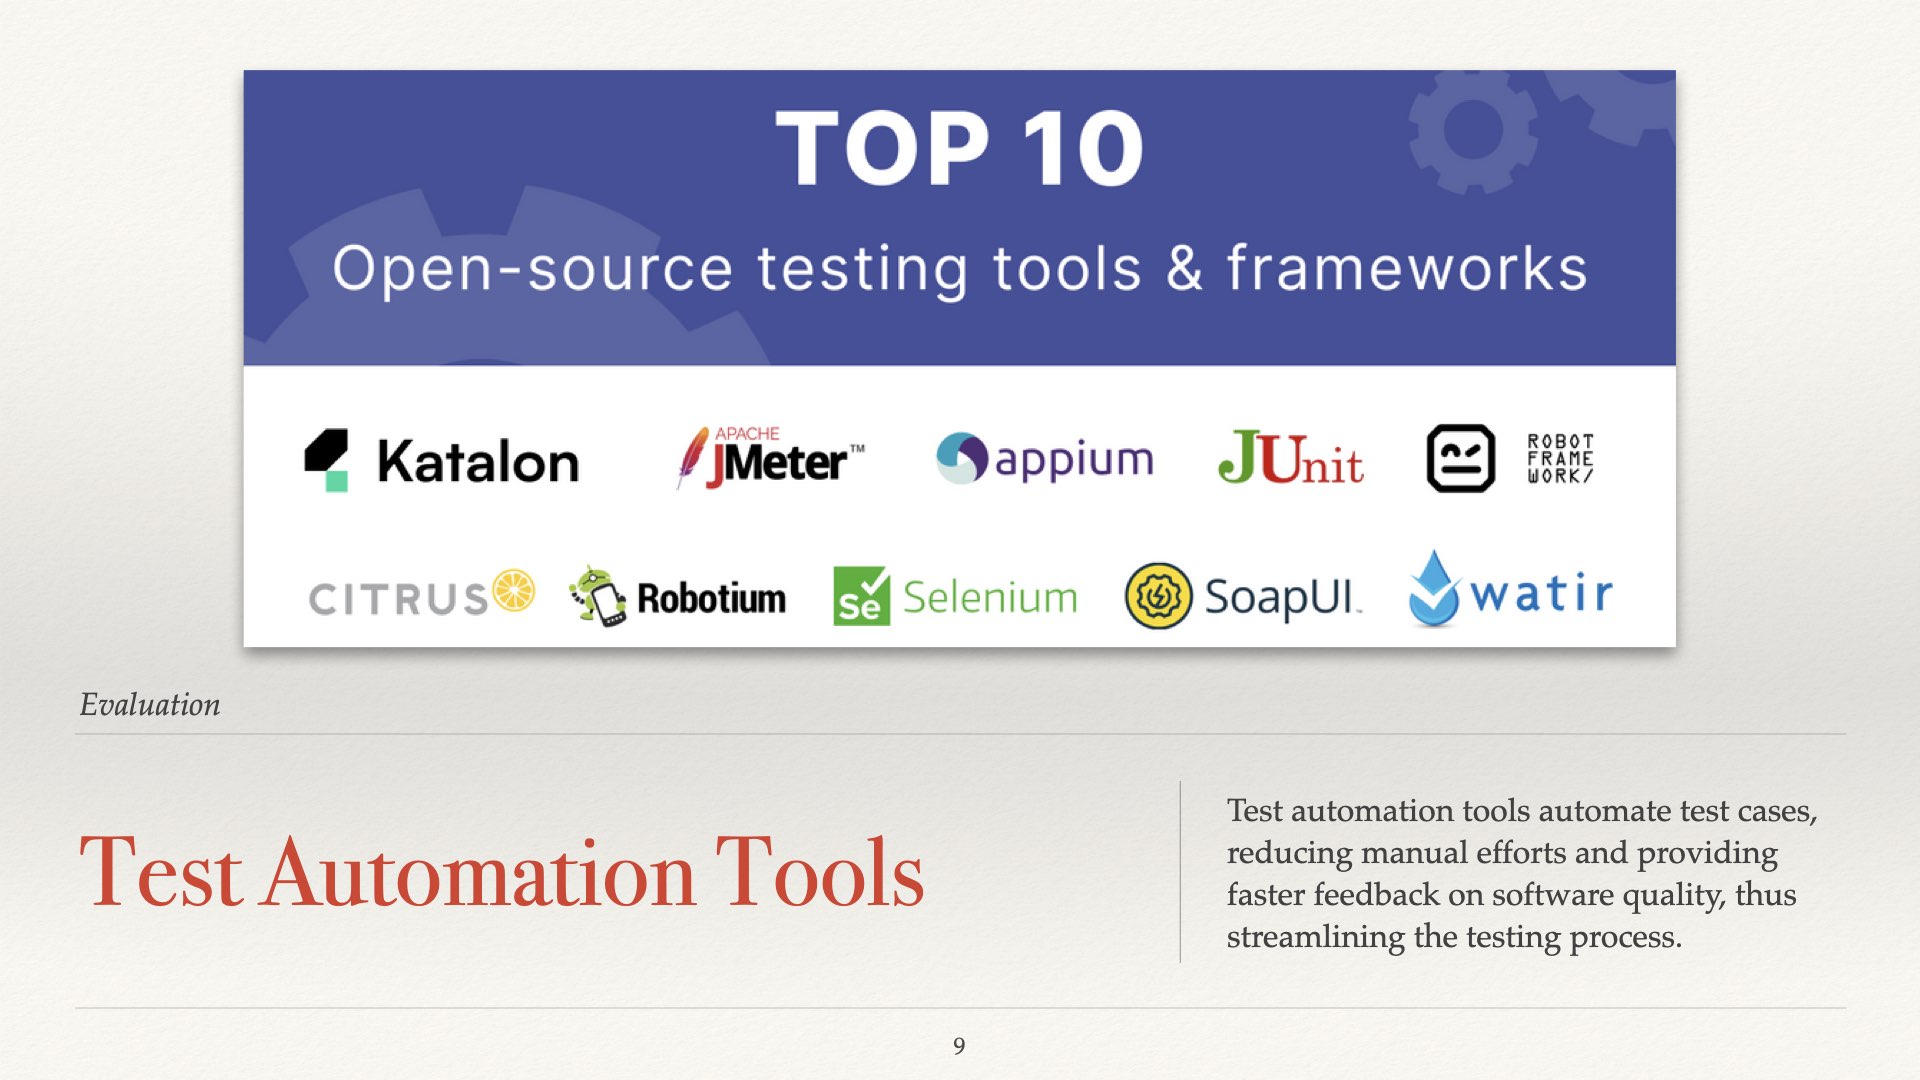 TOP 10
Open-source testing tools & frameworks
Katalon
APACHE
JMeter™
appium
JUnit
ROBOT
FRAME
WORK/
CITRUS
Robotium
Se Selenium
SoapUI™
watir
Evaluation
Test Automation Tools
Test automation tools automate test cases,
reducing manual efforts and providing
faster feedback on software quality, thus
streamlining the testing process.
9